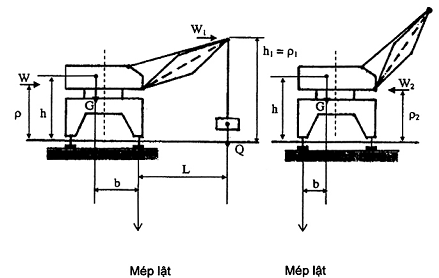 W₁
h₁ = ρ₁
W
G
ρ
h
b
L
Q
W₂
G
h
ρ₂
b
Mép lật
Mép lật